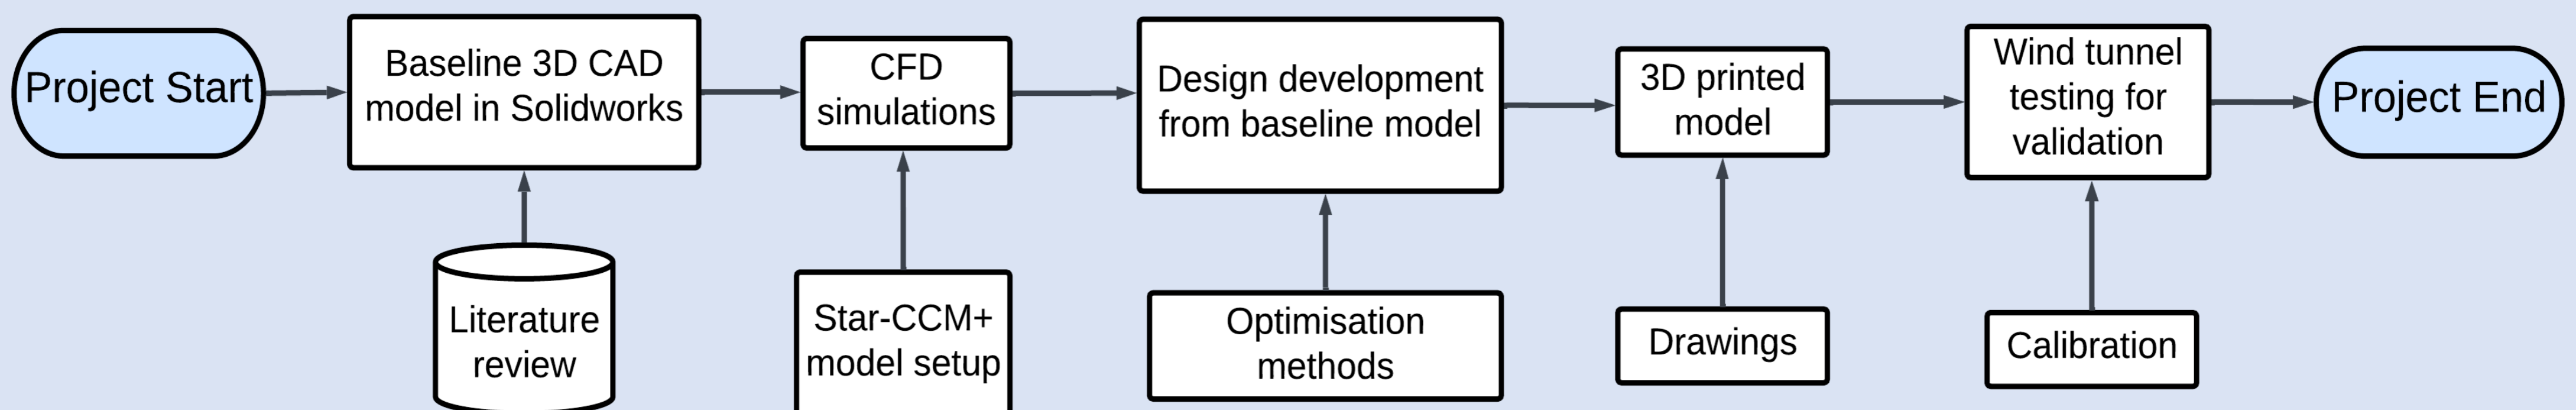 Project Start
Baseline 3D CAD
model in Solidworks
CFD
simulations
Design development
from baseline model
3D printed
model
Wind tunnel
testing for
validation
Project End
Literature
review
Star-CCM+
model setup
Optimisation
methods
Drawings
Calibration